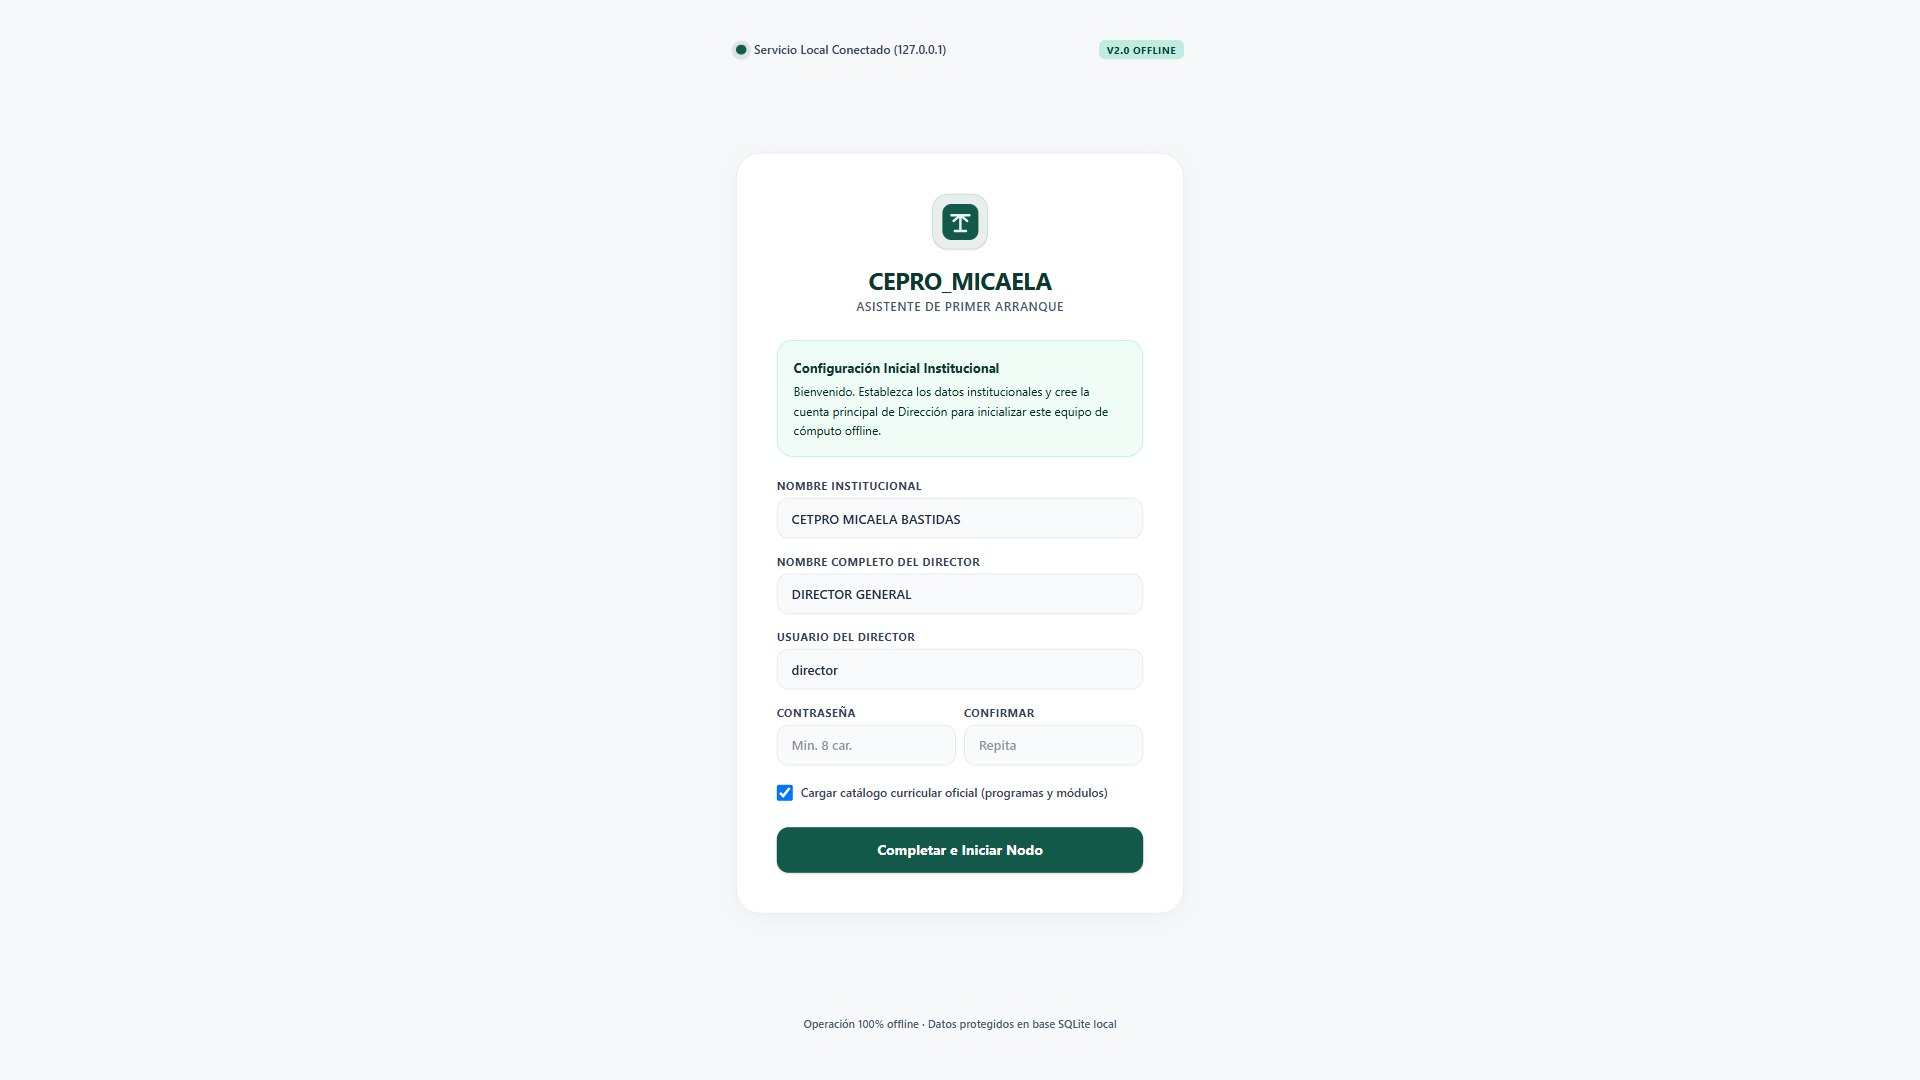 Servicio Local Conectado (127.0.0.1)
V2.0 OFFLINE
CEPRO_MICAELA
ASISTENTE DE PRIMER ARRANQUE
Configuración Inicial Institucional
Bienvenido. Establezca los datos institucionales y cree la
cuenta principal de Dirección para inicializar este equipo de
cómputo offline.
NOMBRE INSTITUCIONAL
CETPRO MICAELA BASTIDAS
NOMBRE COMPLETO DEL DIRECTOR
DIRECTOR GENERAL
USUARIO DEL DIRECTOR
director
CONTRASEÑA
CONFIRMAR
Min. 8 car.
Repita
Cargar catálogo curricular oficial (programas y módulos)
Completar e Iniciar Nodo
Operación 100% offline · Datos protegidos en base SQLite local